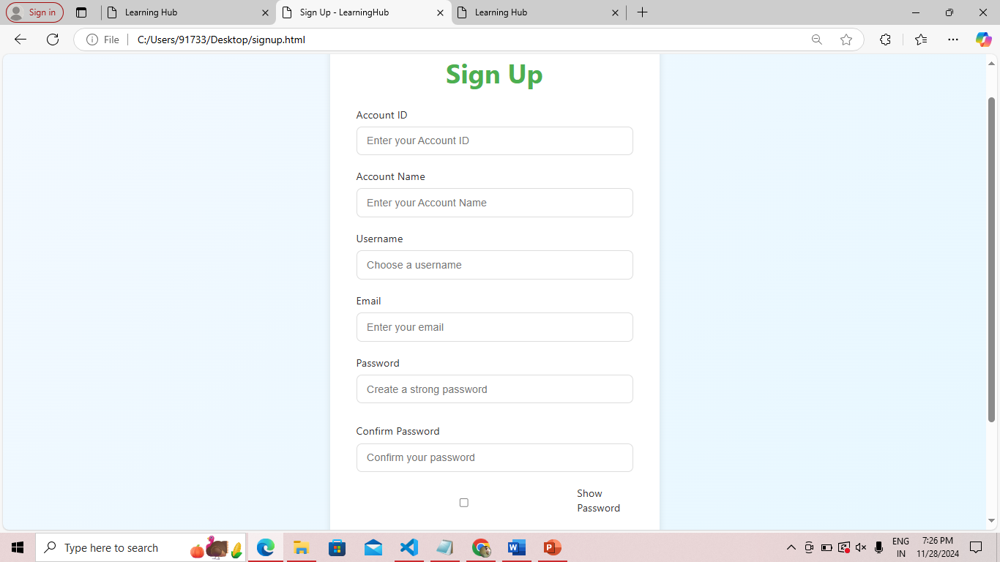 Sign in
Learning Hub
Sign Up - LearningHub
Learning Hub
File
C:/Users/91733/Desktop/signup.html
Sign Up
Account ID
Enter your Account ID
Account Name
Enter your Account Name
Username
Choose a username
Email
Enter your email
Password
Create a strong password
Confirm Password
Confirm your password
Show
Password
Type here to search
ENG
IN
7:26 PM
11/28/2024